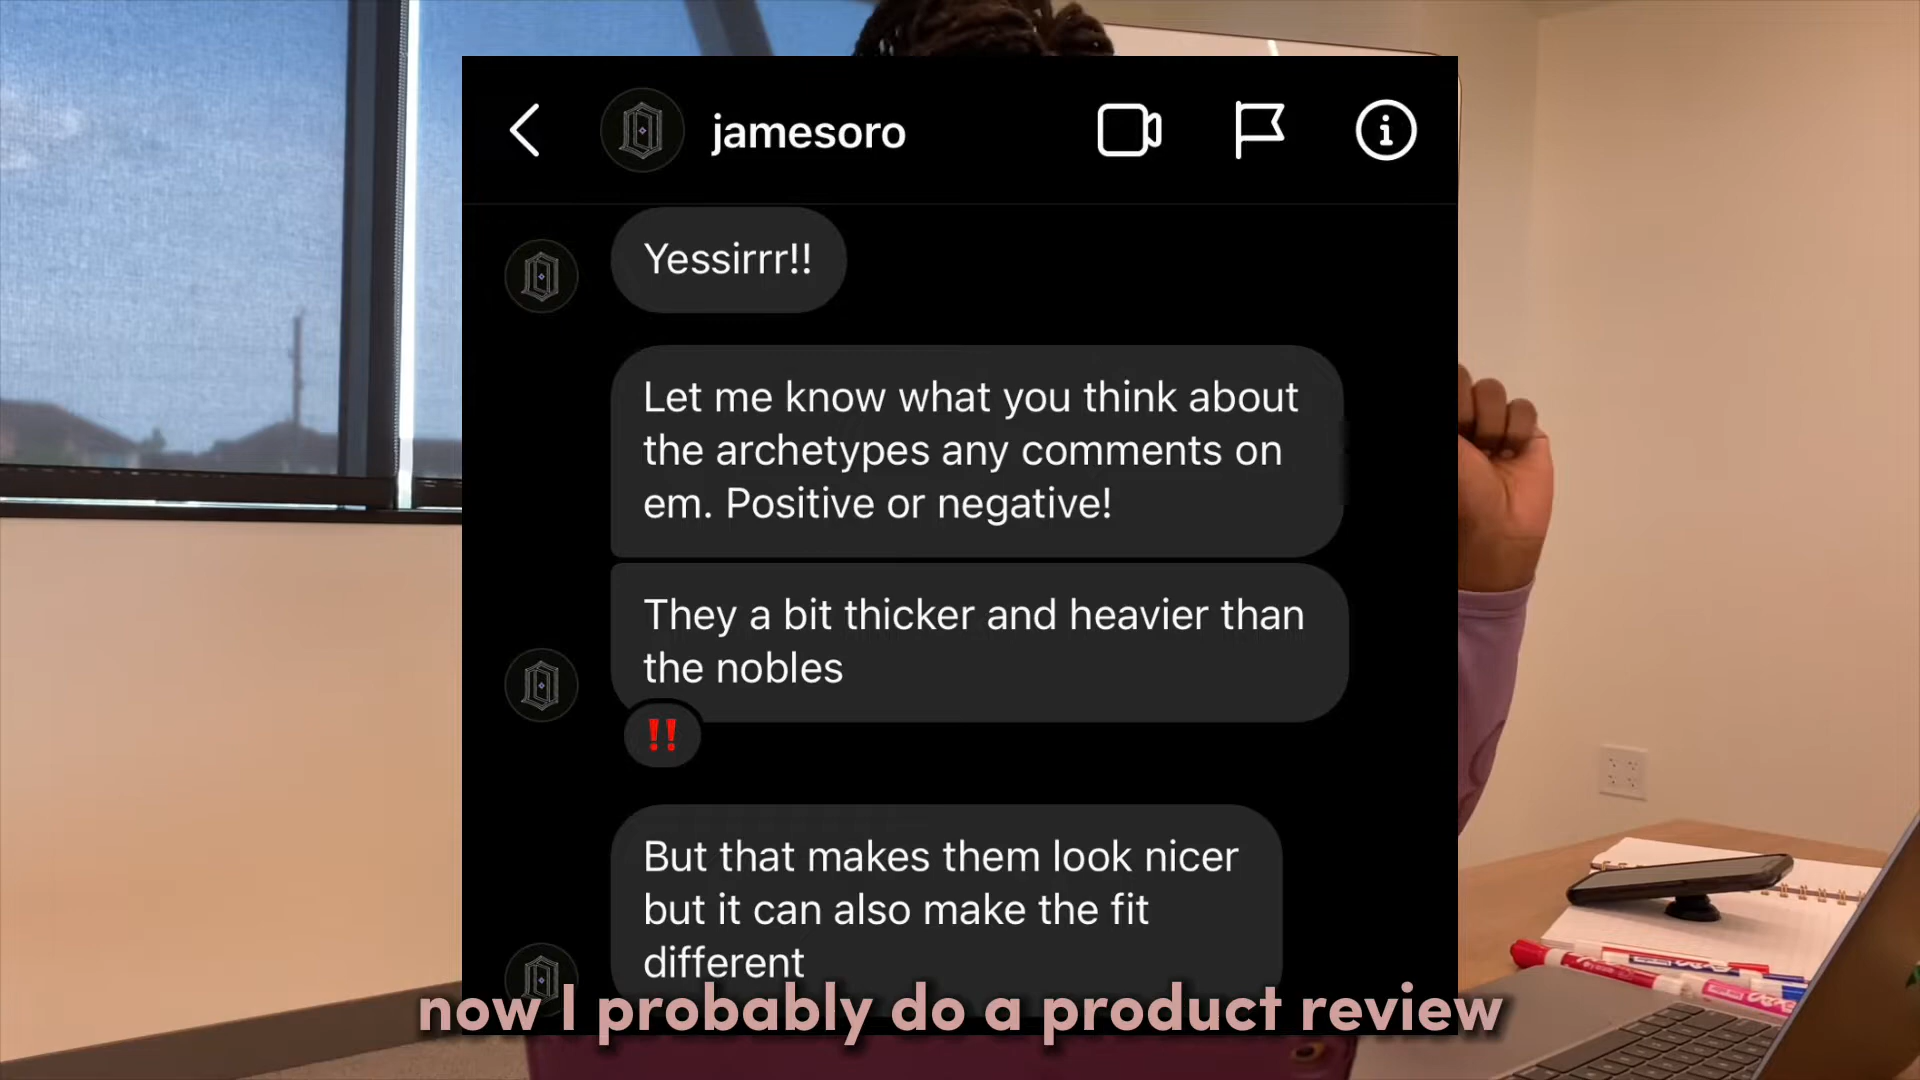 jamesoro
Yessirrr!!
Let me know what you think about
the archetypes any comments on
em. Positive or negative!
They a bit thicker and heavier than
the nobles
But that makes them look nicer
but it can also make the fit
different
now I probably do a product review